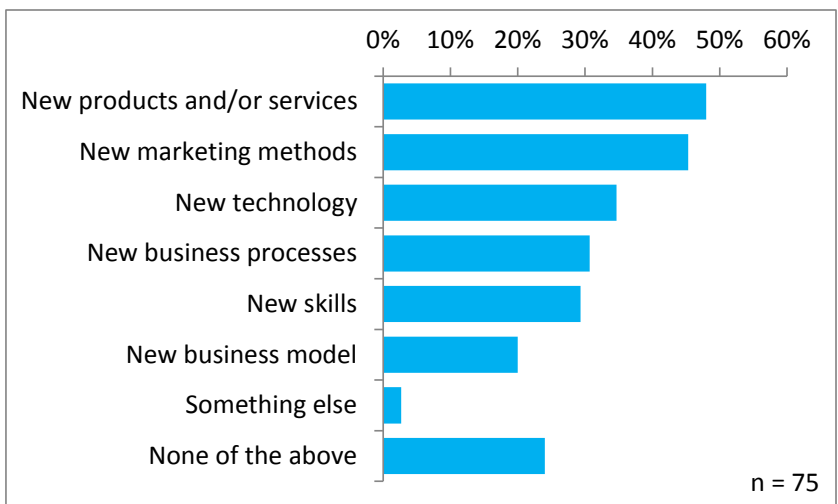 0% 10% 20% 30% 40% 50% 60%
New products and/or services
New marketing methods
New technology
New business processes
New skills
New business model
Something else
None of the above
n = 75